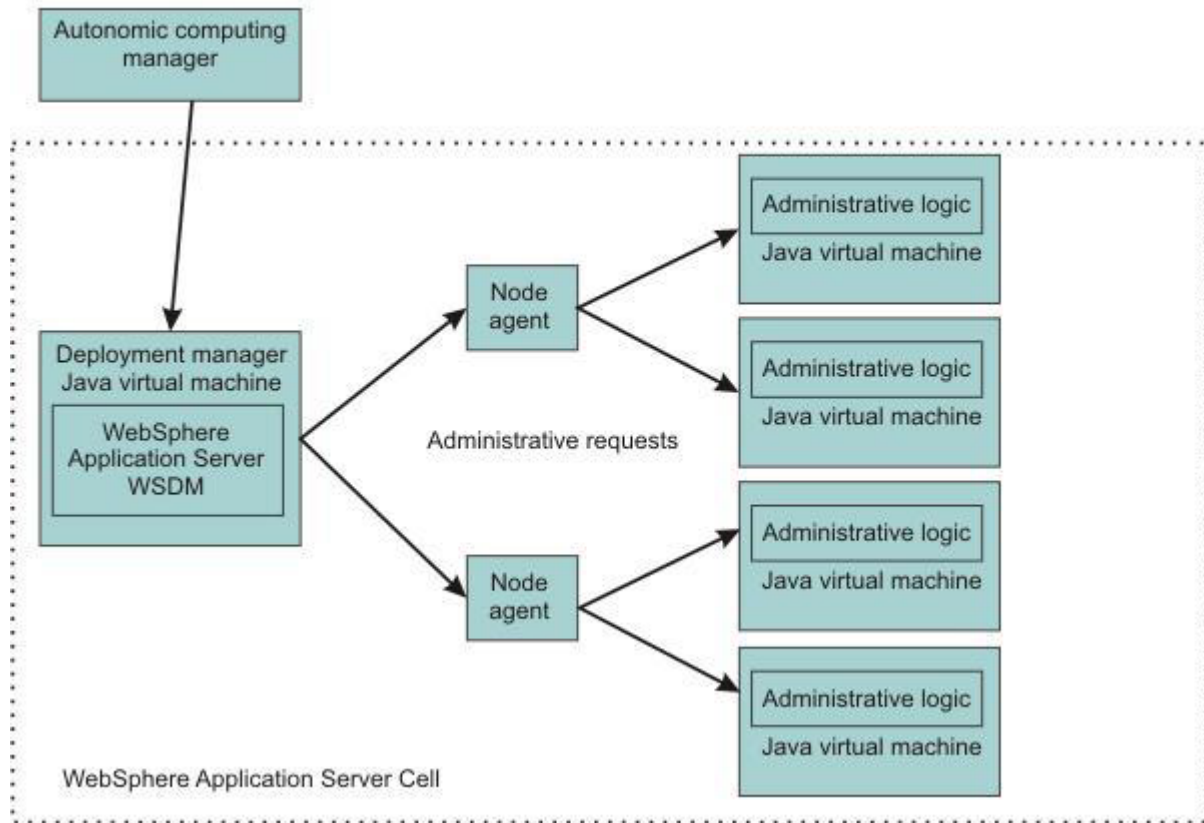 Autonomic computing
manager
Administrative logic
Java virtual machine
Node
agent
Administrative logic
Java virtual machine
Deployment manager
Java virtual machine
WebSphere
Application Server
WSDM
Administrative requests
Administrative logic
Java virtual machine
Node
agent
Administrative logic
Java virtual machine
WebSphere Application Server Cell